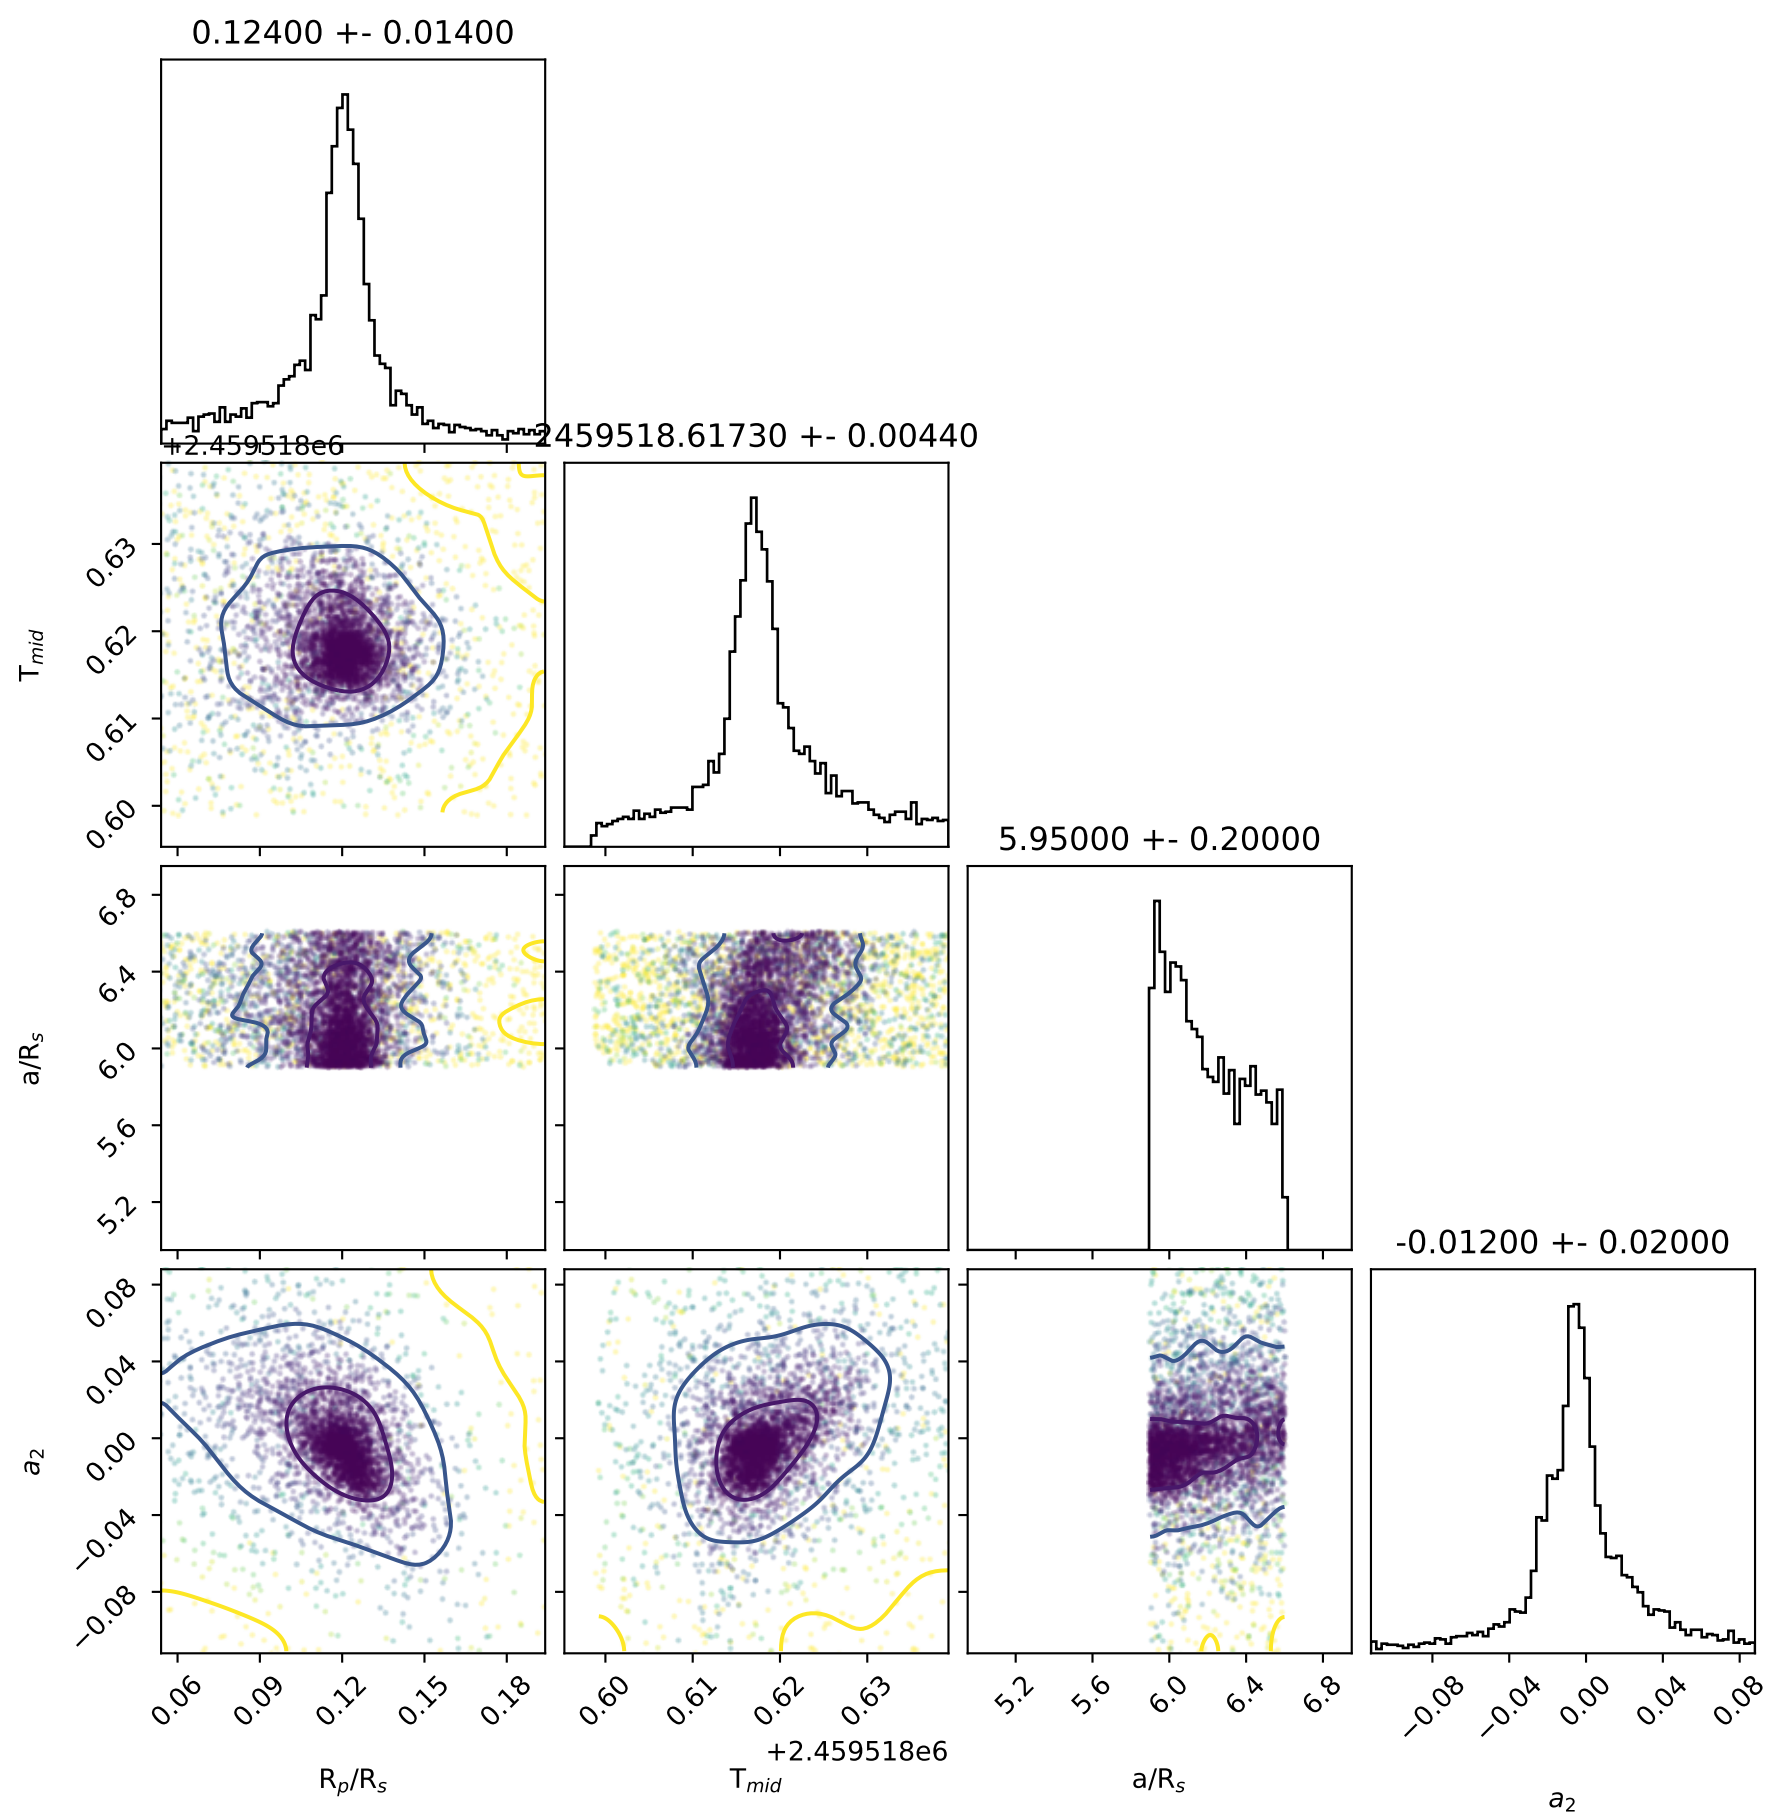 0.12400 +- 0.01400
+2.459518e6
2459518.61730 +- 0.00440
T_mid
0.63
0.62
0.61
0.60
5.95000 +- 0.20000
a/R_s
6.8
6.4
6.0
5.6
5.2
-0.01200 +- 0.02000
a_2
0.08
0.04
0.00
−0.04
−0.08
0.06 0.09 0.12 0.15 0.18
0.60 0.61 0.62 0.63
5.2 5.6 6.0 6.4 6.8
−0.08 −0.04 0.00 0.04 0.08
+2.459518e6
R_p/R_s
T_mid
a/R_s
a_2